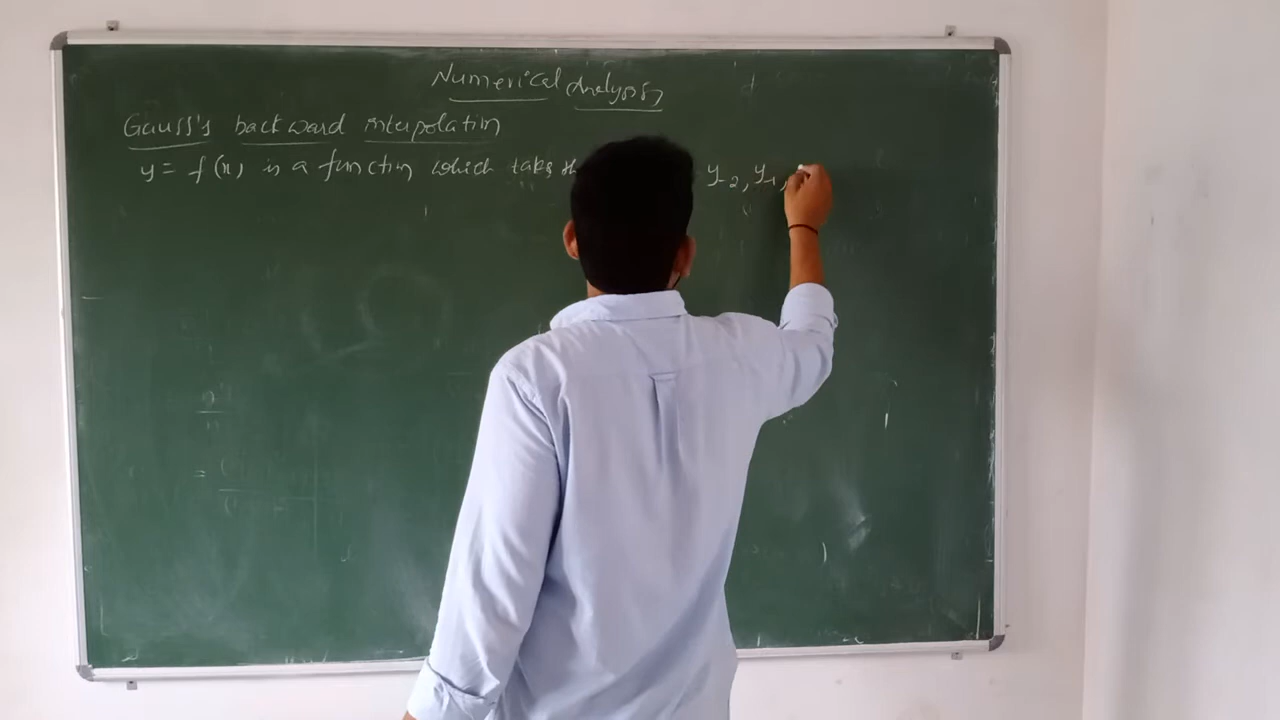 Numerical Analysis
Gauss's backward interpolation
y = f(x) is a function which takes y₋₂, y₋₁,